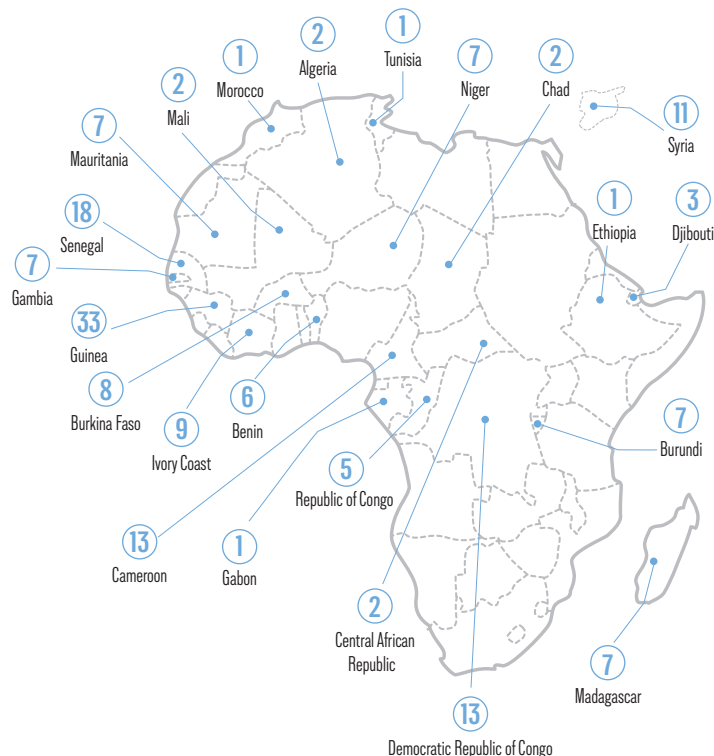 2
Algeria
1
Tunisia
1
Morocco
7
Niger
2
Chad
2
Mali
11
Syria
7
Mauritania
18
Senegal
1
Ethiopia
3
Djibouti
7
Gambia
33
Guinea
8
Burkina Faso
9
Ivory Coast
6
Benin
7
Burundi
5
Republic of Congo
13
Cameroon
1
Gabon
2
Central African
Republic
7
Madagascar
13
Democratic Republic of Congo